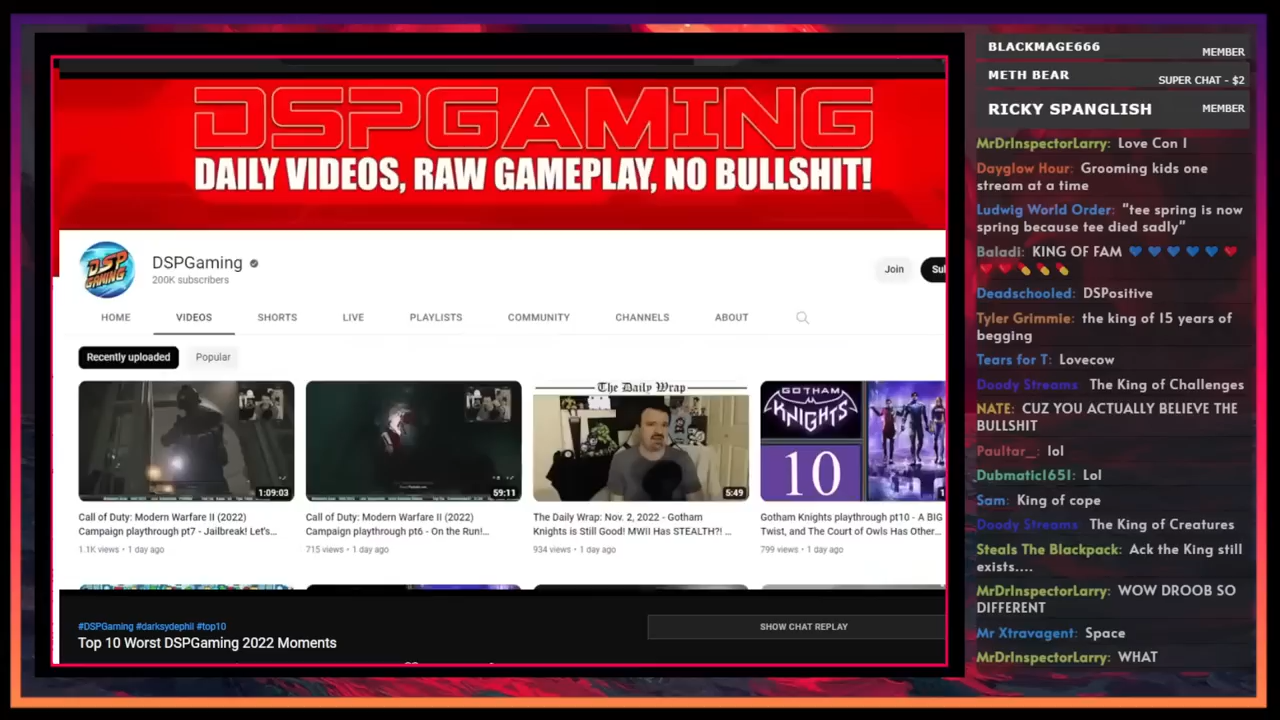 DSPGAMING
DAILY VIDEOS, RAW GAMEPLAY, NO BULLSHIT!
DSP
GAMING
DSPGaming
200K subscribers
Join
HOME
VIDEOS
SHORTS
LIVE
PLAYLISTS
COMMUNITY
CHANNELS
ABOUT
Recently uploaded
Popular
1:09:03
Call of Duty: Modern Warfare II (2022)
Campaign playthrough pt7 - Jailbreak! Let's...
1.1K views • 1 day ago
59:11
Call of Duty: Modern Warfare II (2022)
Campaign playthrough pt6 - On the Run!...
715 views • 1 day ago
The Daily Wrap
5:49
The Daily Wrap: Nov. 2, 2022 - Gotham
Knights is Still Good! MWII Has STEALTH?! ...
934 views • 1 day ago
GOTHAM
KNIGHTS
10
Gotham Knights playthrough pt10 - A BIG
Twist, and The Court of Owls Has Other...
799 views • 1 day ago
#DSPGaming #darksydephil #top10
Top 10 Worst DSPGaming 2022 Moments
SHOW CHAT REPLAY
BLACKMAGE666
MEMBER
METH BEAR
SUPER CHAT - $2
RICKY SPANGLISH
MEMBER
MrDrInspectorLarry: Love Con I
Dayglow Hour: Grooming kids one
stream at a time
Ludwig World Order: "tee spring is now
spring because tee died sadly"
Baladi: KING OF FAM 💙💙💙💙💙❤️
❤️❤️💊💊💊
Deadschooled: DSPositive
Tyler Grimmie: the king of 15 years of
begging
Tears for T: Lovecow
Doody Streams: The King of Challenges
NATE: CUZ YOU ACTUALLY BELIEVE THE
BULLSHIT
Paultar_: lol
Dubmatic1651: Lol
Sam: King of cope
Doody Streams: The King of Creatures
Steals The Blackpack: Ack the King still
exists....
MrDrInspectorLarry: WOW DROOB SO
DIFFERENT
Mr Xtravagent: Space
MrDrInspectorLarry: WHAT